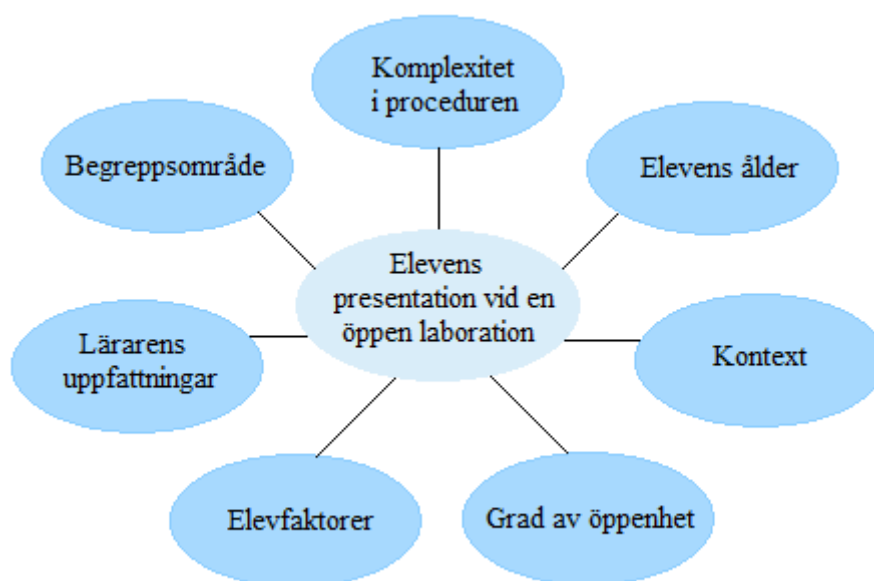 Komplexitet
i proceduren
Begreppsområde
Elevens ålder
Elevens
presentation vid en
öppen laboration
Lärarens
uppfattningar
Kontext
Elevfaktorer
Grad av öppenhet